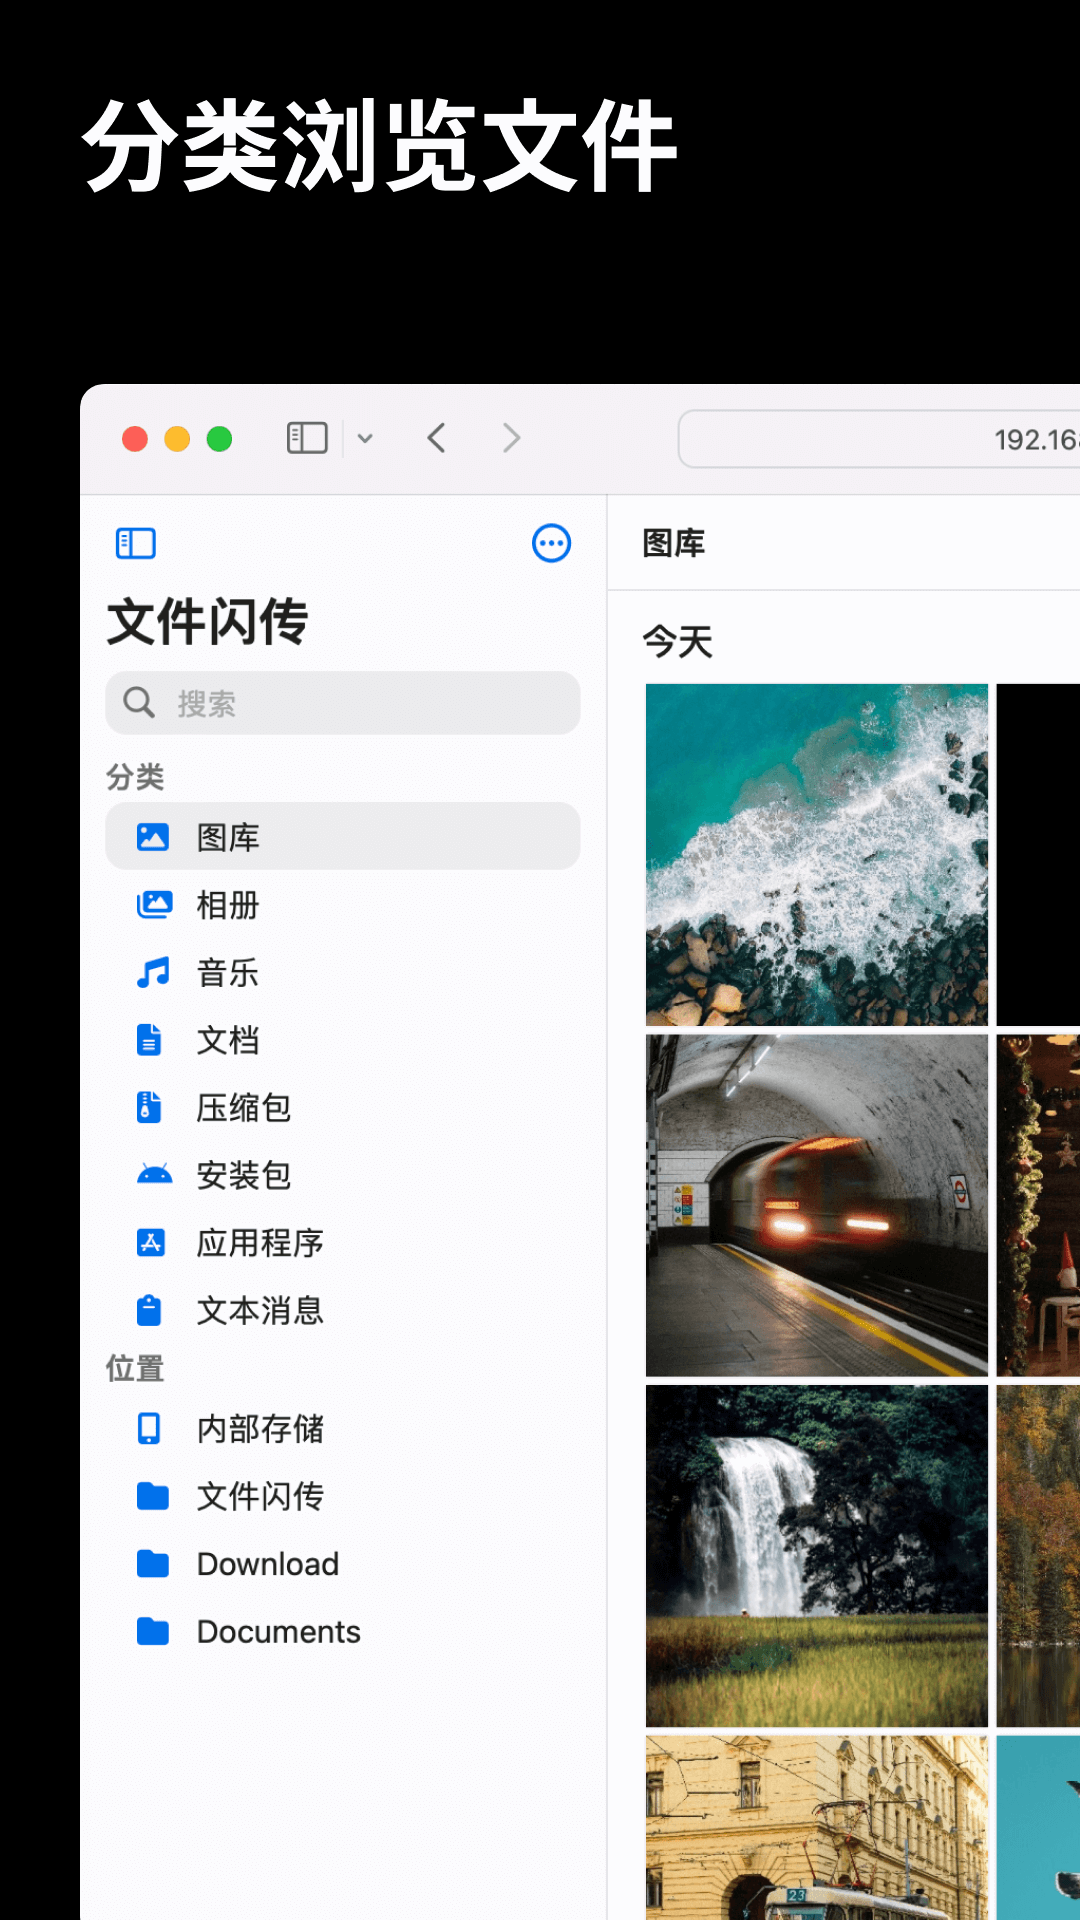 分类浏览文件
192.16
图库
文件闪传
今天
搜索
分类
图库
相册
音乐
文档
压缩包
安装包
应用程序
文本消息
位置
内部存储
文件闪传
Download
Documents
23